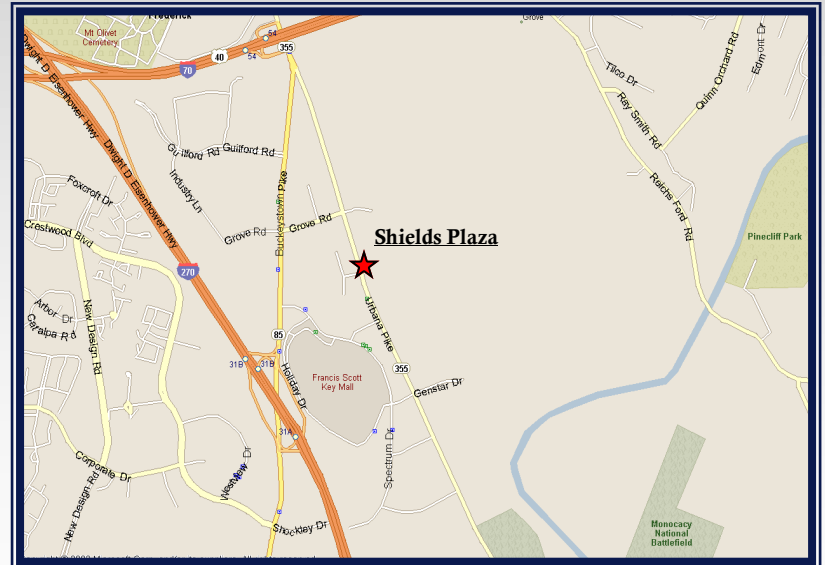 Frederick
Grove
Mt Olivet
Cemetery
54
355
40
54
70
Dwight D Eisenhower Hwy
Dwight D Eisenhower Hwy
Tilco Dr
Quinn Orchard Rd
Edmont Dr
Ray Smith Rd
Guilford Rd
Guilford Rd
Industry Ln
Buckeystown Pike
Foxcroft Dr
Reichs Ford Rd
Grove Rd
Grove Rd
Crestwood Blvd
Shields Plaza
Pinecliff Park
270
Arbor Dr
New Design Rd
Urbana Pike
85
31B
31B
355
Holiday Dr
Francis Scott
Key Mall
Genstar Dr
31A
Spectrum Dr
Corporate Dr
Westview Dr
New Design Rd
Shockley Dr
Monocacy
National
Battlefield